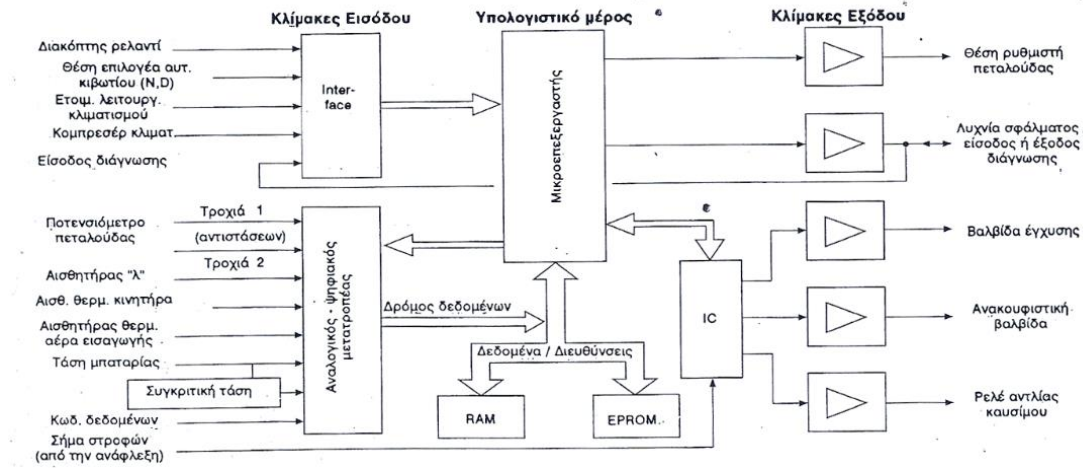 Κλίμακες Εισόδου
Υπολογιστικό μέρος
Κλίμακες Εξόδου
Διακόπτης ρελαντί
Θέση επιλογέα αυτ.
κιβωτίου (N,D)
Ετοιμ. λειτουργ.
κλιματισμού
Κομπρεσέρ κλιματ.
Είσοδος διάγνωσης
Inter-
face
Μικροεπεξεργαστής
Θέση ρυθμιστή
πεταλούδας
Λυχνία σφάλματος
είσοδος ή έξοδος
διάγνωσης
Ποτενσιόμετρο
πεταλούδας
Τροχιά 1
(αντιστάσεων)
Τροχιά 2
Αισθητήρας "λ"
Αισθ. θερμ. κινητήρα
Αισθητήρας θερμ.
αέρα εισαγωγής
Τάση μπαταρίας
Συγκριτική τάση
Κωδ. δεδομένων
Σήμα στροφών
(από την ανάφλεξη)
Αναλογικός - ψηφιακός
μετατροπέας
Δρόμος δεδομένων
Δεδομένα / Διευθύνσεις
RAM
EPROM.
IC
Βαλβίδα έγχυσης
Ανακουφιστική
βαλβίδα
Ρελέ αντλίας
καυσίμου